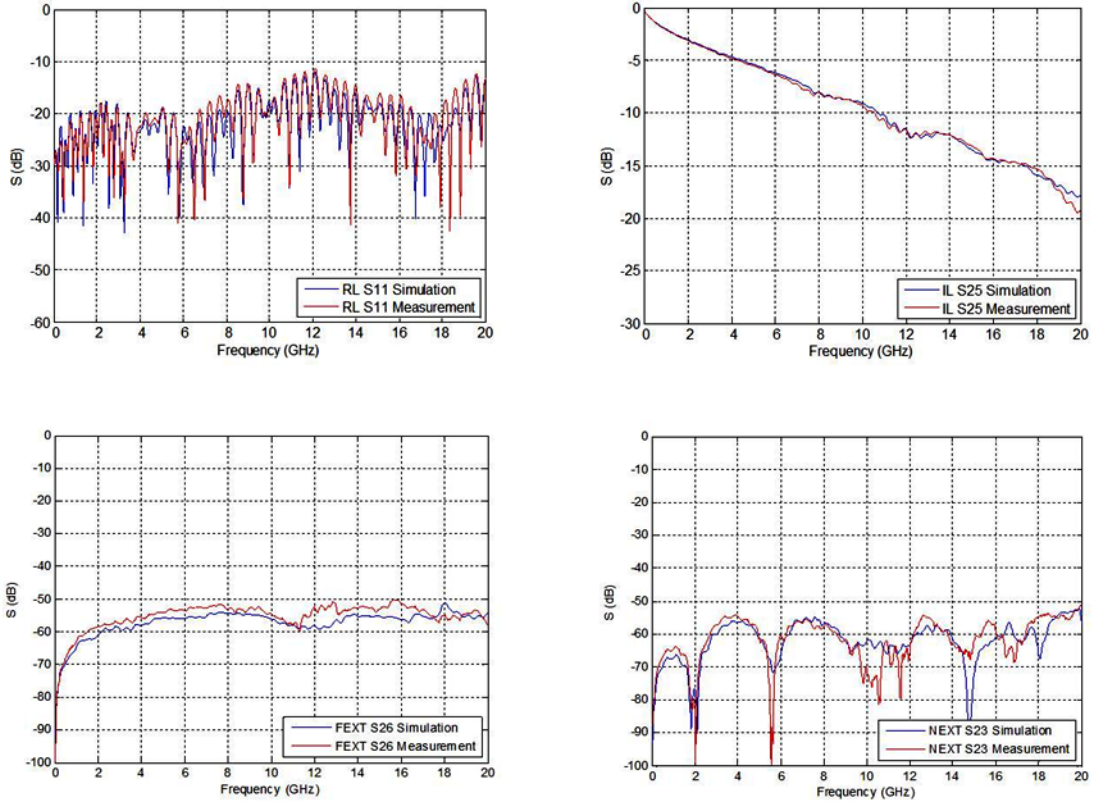 0
-10
-20
-30
-40
-50
-60
S (dB)
0 2 4 6 8 10 12 14 16 18 20
Frequency (GHz)
RL S11 Simulation
RL S11 Measurement
0
-5
-10
-15
-20
-25
-30
S (dB)
0 2 4 6 8 10 12 14 16 18 20
Frequency (GHz)
IL S25 Simulation
IL S25 Measurement
0
-10
-20
-30
-40
-50
-60
-70
-80
-90
-100
S (dB)
0 2 4 6 8 10 12 14 16 18 20
Frequency (GHz)
FEXT S26 Simulation
FEXT S26 Measurement
0
-10
-20
-30
-40
-50
-60
-70
-80
-90
-100
S (dB)
0 2 4 6 8 10 12 14 16 18 20
Frequency (GHz)
NEXT S23 Simulation
NEXT S23 Measurement